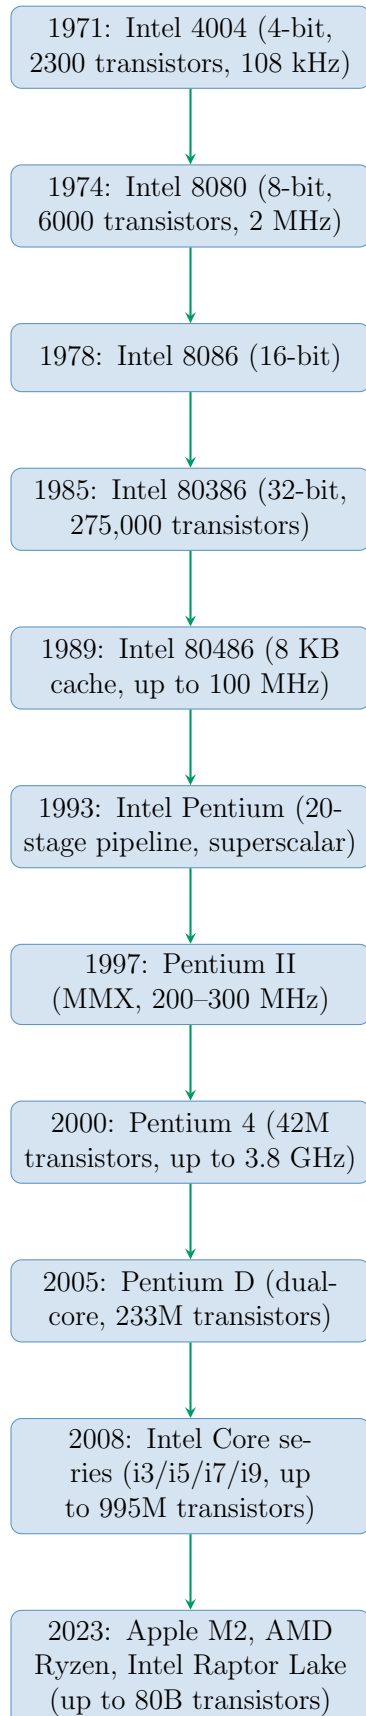 1971: Intel 4004 (4-bit,
2300 transistors, 108 kHz)
1974: Intel 8080 (8-bit,
6000 transistors, 2 MHz)
1978: Intel 8086 (16-bit)
1985: Intel 80386 (32-bit,
275,000 transistors)
1989: Intel 80486 (8 KB
cache, up to 100 MHz)
1993: Intel Pentium (20-
stage pipeline, superscalar)
1997: Pentium II
(MMX, 200–300 MHz)
2000: Pentium 4 (42M
transistors, up to 3.8 GHz)
2005: Pentium D (dual-
core, 233M transistors)
2008: Intel Core se-
ries (i3/i5/i7/i9, up
to 995M transistors)
2023: Apple M2, AMD
Ryzen, Intel Raptor Lake
(up to 80B transistors)